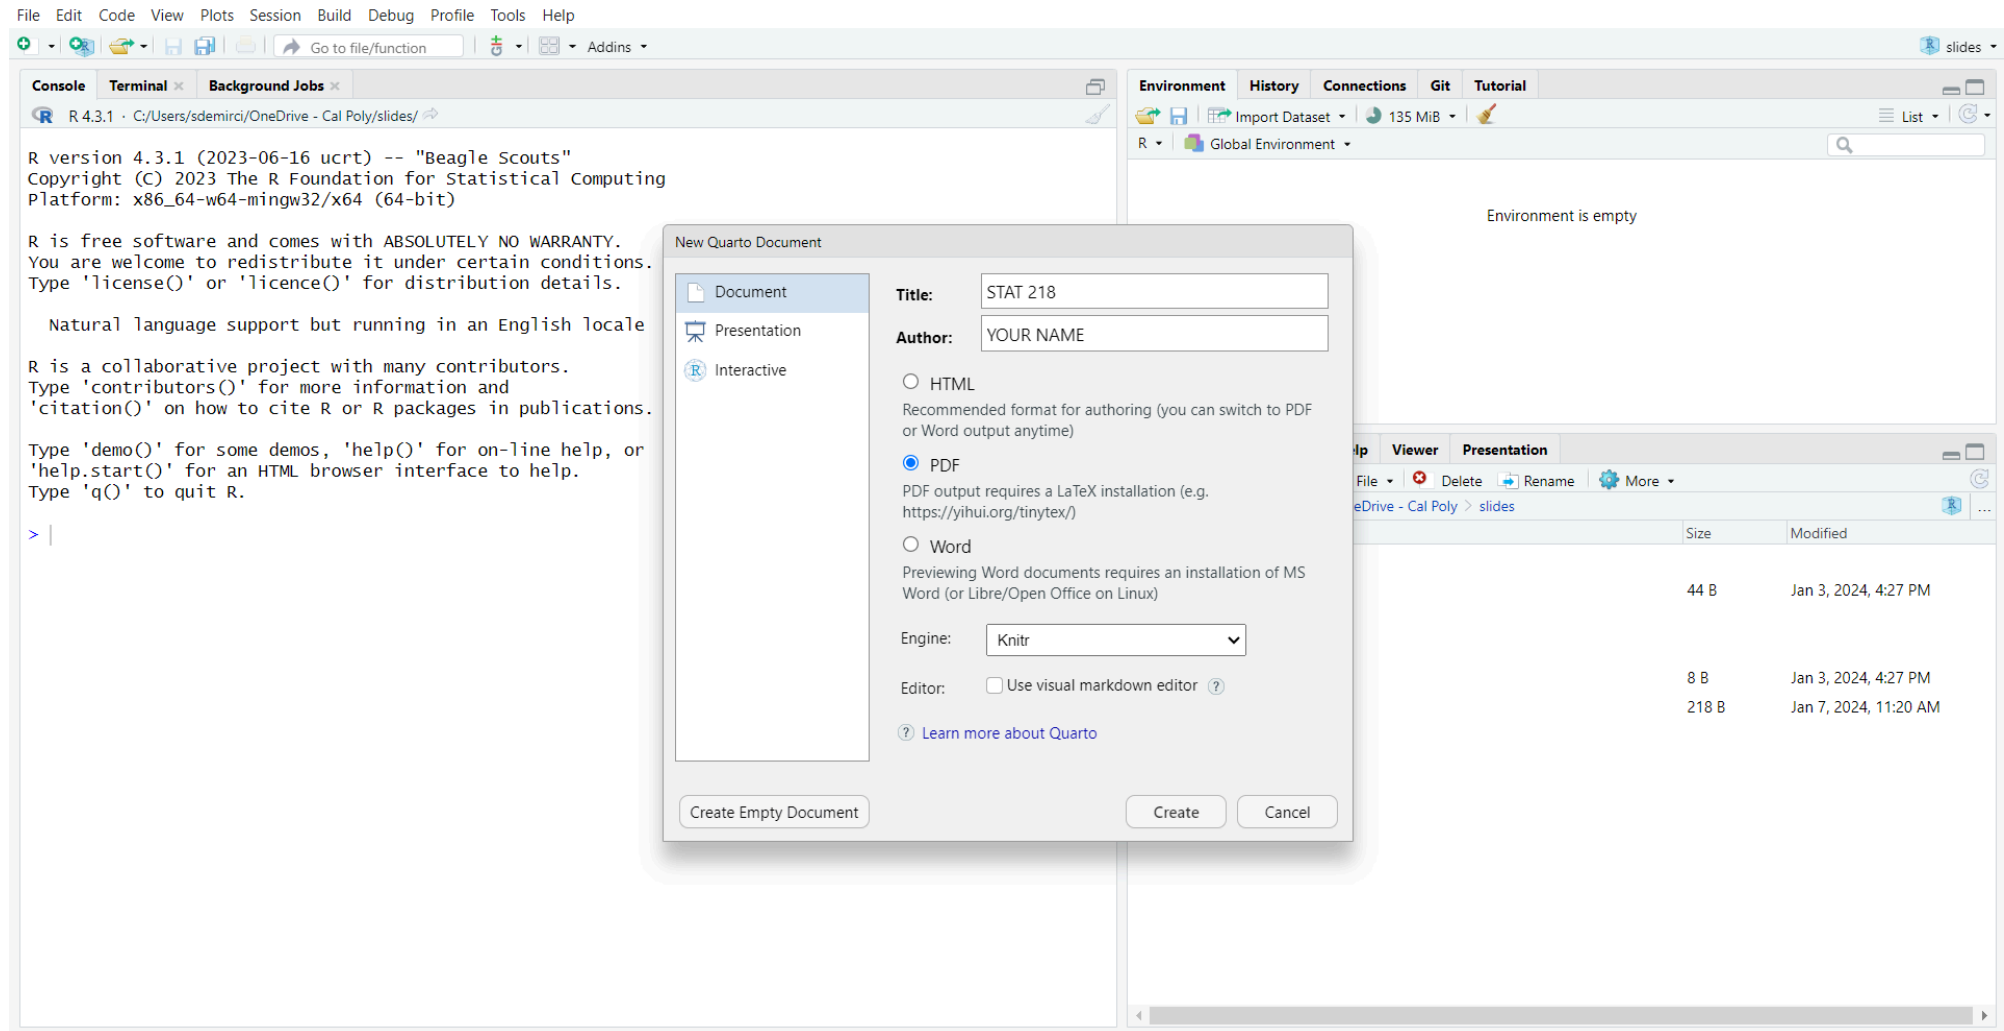 File Edit Code View Plots Session Build Debug Profile Tools Help
Go to file/function Addins slides
Console Terminal Background Jobs
R 4.3.1 · C:/Users/sdemirci/OneDrive - Cal Poly/slides/
R version 4.3.1 (2023-06-16 ucrt) -- "Beagle Scouts"
Copyright (C) 2023 The R Foundation for Statistical Computing
Platform: x86_64-w64-mingw32/x64 (64-bit)
R is free software and comes with ABSOLUTELY NO WARRANTY.
You are welcome to redistribute it under certain conditions.
Type 'license()' or 'licence()' for distribution details.
Natural language support but running in an English locale
R is a collaborative project with many contributors.
Type 'contributors()' for more information and
'citation()' on how to cite R or R packages in publications.
Type 'demo()' for some demos, 'help()' for on-line help, or
'help.start()' for an HTML browser interface to help.
Type 'q()' to quit R.
>
Environment History Connections Git Tutorial
Import Dataset 135 MiB List
R Global Environment
Environment is empty
New Quarto Document
Document
Presentation
Interactive
Title: STAT 218
Author: YOUR NAME
HTML
Recommended format for authoring (you can switch to PDF
or Word output anytime)
PDF
PDF output requires a LaTeX installation (e.g.
https://yihui.org/tinytex/)
Word
Previewing Word documents requires an installation of MS
Word (or Libre/Open Office on Linux)
Engine: Knitr
Editor: Use visual markdown editor ?
? Learn more about Quarto
Create Empty Document Create Cancel
lp Viewer Presentation
File Delete Rename More
eDrive - Cal Poly > slides ...
Size Modified
44 B Jan 3, 2024, 4:27 PM
8 B Jan 3, 2024, 4:27 PM
218 B Jan 7, 2024, 11:20 AM